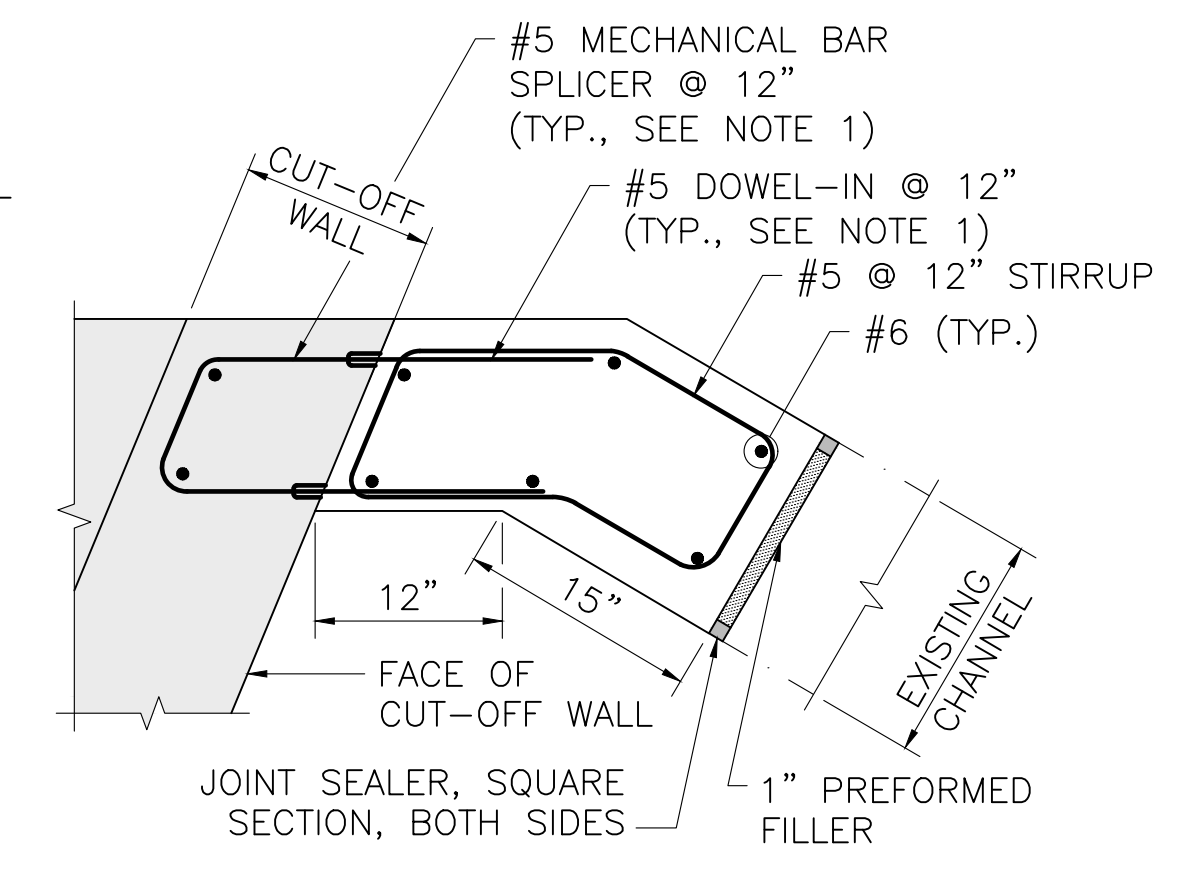 #5 MECHANICAL BAR
SPLICER @ 12”
(TYP., SEE NOTE 1)
CUT-OFF
WALL
#5 DOWEL-IN @ 12”
(TYP., SEE NOTE 1)
#5 @ 12” STIRRUP
#6 (TYP.)
12”
15”
EXISTING
CHANNEL
FACE OF
CUT-OFF WALL
JOINT SEALER, SQUARE
SECTION, BOTH SIDES
1” PREFORMED
FILLER